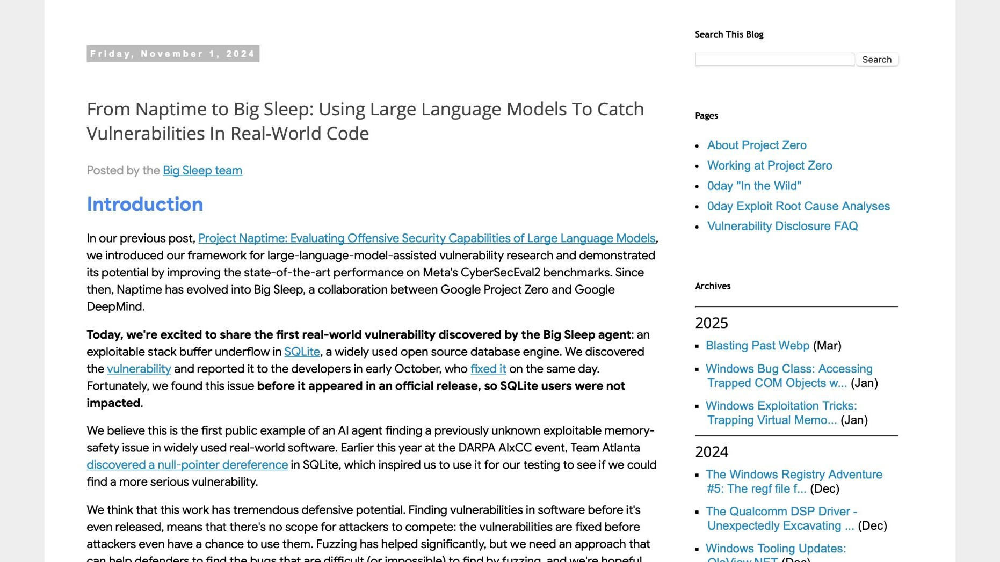 Friday, November 1, 2024
From Naptime to Big Sleep: Using Large Language Models To Catch
Vulnerabilities In Real-World Code
Posted by the Big Sleep team
Introduction
In our previous post, Project Naptime: Evaluating Offensive Security Capabilities of Large Language Models,
we introduced our framework for large-language-model-assisted vulnerability research and demonstrated
its potential by improving the state-of-the-art performance on Meta's CyberSecEval2 benchmarks. Since
then, Naptime has evolved into Big Sleep, a collaboration between Google Project Zero and Google
DeepMind.
Today, we're excited to share the first real-world vulnerability discovered by the Big Sleep agent: an
exploitable stack buffer underflow in SQLite, a widely used open source database engine. We discovered
the vulnerability and reported it to the developers in early October, who fixed it on the same day.
Fortunately, we found this issue before it appeared in an official release, so SQLite users were not
impacted.
We believe this is the first public example of an AI agent finding a previously unknown exploitable memory-
safety issue in widely used real-world software. Earlier this year at the DARPA AIxCC event, Team Atlanta
discovered a null-pointer dereference in SQLite, which inspired us to use it for our testing to see if we could
find a more serious vulnerability.
We think that this work has tremendous defensive potential. Finding vulnerabilities in software before it's
even released, means that there's no scope for attackers to compete: the vulnerabilities are fixed before
attackers even have a chance to use them. Fuzzing has helped significantly, but we need an approach that
can help defenders to find the bugs that are difficult (or impossible) to find by fuzzing, and we're hopeful
Search This Blog
Search
Pages
About Project Zero
Working at Project Zero
0day "In the Wild"
0day Exploit Root Cause Analyses
Vulnerability Disclosure FAQ
Archives
2025
Blasting Past Webp (Mar)
Windows Bug Class: Accessing
Trapped COM Objects w... (Jan)
Windows Exploitation Tricks:
Trapping Virtual Memo... (Jan)
2024
The Windows Registry Adventure
#5: The regf file f... (Dec)
The Qualcomm DSP Driver -
Unexpectedly Excavating ... (Dec)
Windows Tooling Updates:
OleView.NET (Dec)